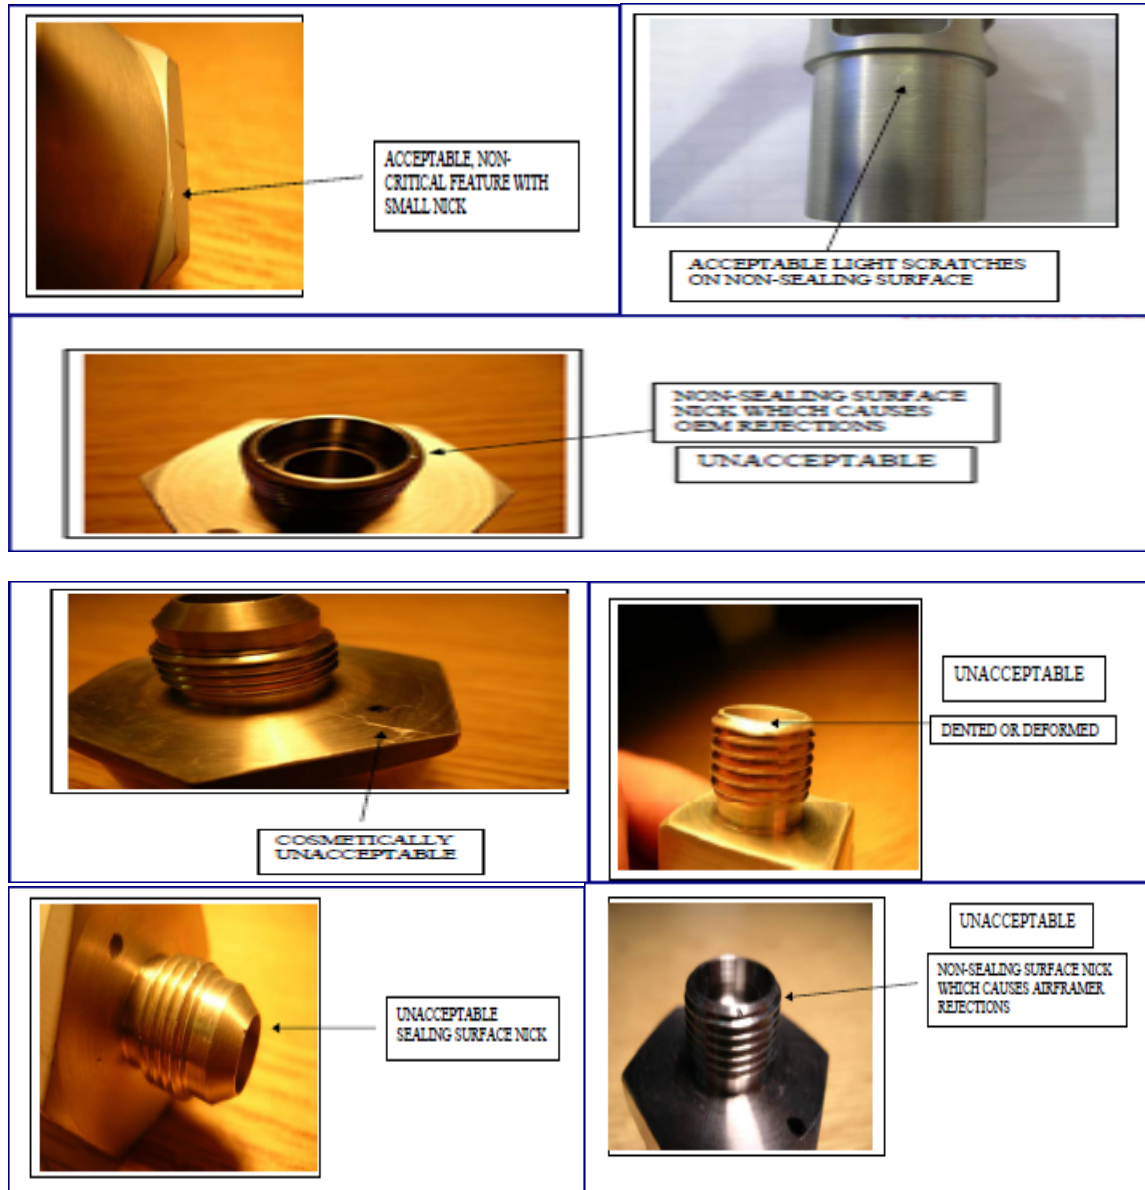 ACCEPTABLE, NON-
CRITICAL FEATURE WITH
SMALL NICK
ACCEPTABLE LIGHT SCRATCHES
ON NON-SEALING SURFACE
NON-SEALING SURFACE
NICK WHICH CAUSES
OEM REJECTIONS
UNACCEPTABLE
COSMETICALLY
UNACCEPTABLE
UNACCEPTABLE
DENTED OR DEFORMED
UNACCEPTABLE
SEALING SURFACE NICK
UNACCEPTABLE
NON-SEALING SURFACE NICK
WHICH CAUSES AIRFRAMER
REJECTIONS